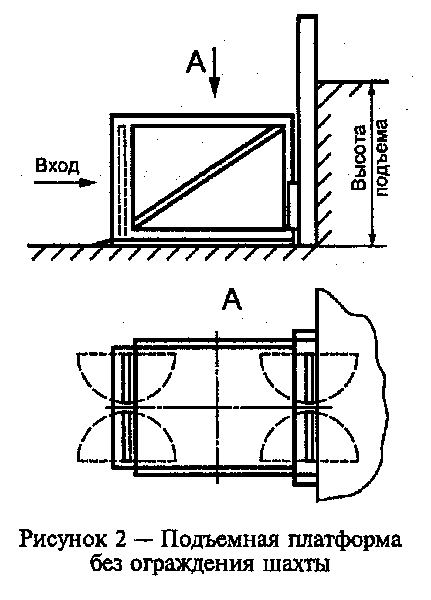 А
Вход
Высота
подъема
А
Рисунок 2 — Подъемная платформа
без ограждения шахты